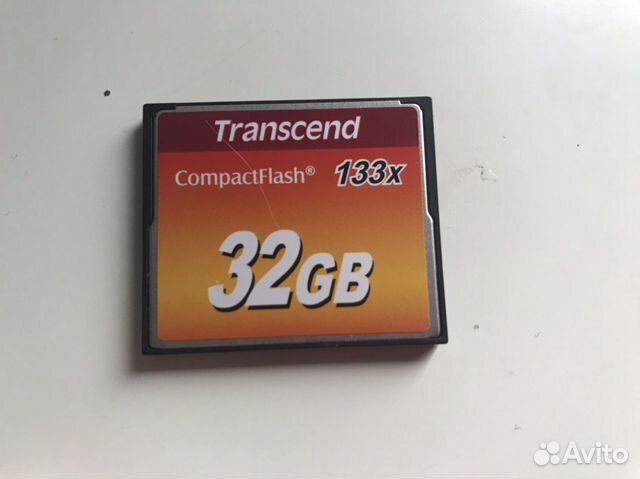 Transcend
CompactFlash® 133x
32GB
Avito